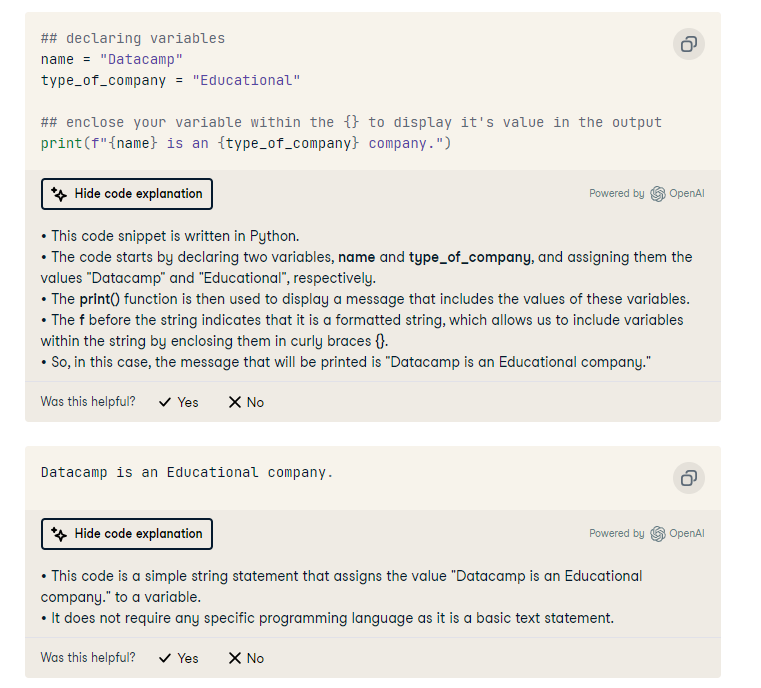 ## declaring variables
name = "Datacamp"
type_of_company = "Educational"
## enclose your variable within the {} to display it's value in the output
print(f"{name} is an {type_of_company} company.")
Hide code explanation
Powered by OpenAI
• This code snippet is written in Python.
• The code starts by declaring two variables, name and type_of_company, and assigning them the
values "Datacamp" and "Educational", respectively.
• The print() function is then used to display a message that includes the values of these variables.
• The f before the string indicates that it is a formatted string, which allows us to include variables
within the string by enclosing them in curly braces {}.
• So, in this case, the message that will be printed is "Datacamp is an Educational company."
Was this helpful? Yes No
Datacamp is an Educational company.
Hide code explanation
Powered by OpenAI
• This code is a simple string statement that assigns the value "Datacamp is an Educational
company." to a variable.
• It does not require any specific programming language as it is a basic text statement.
Was this helpful? Yes No